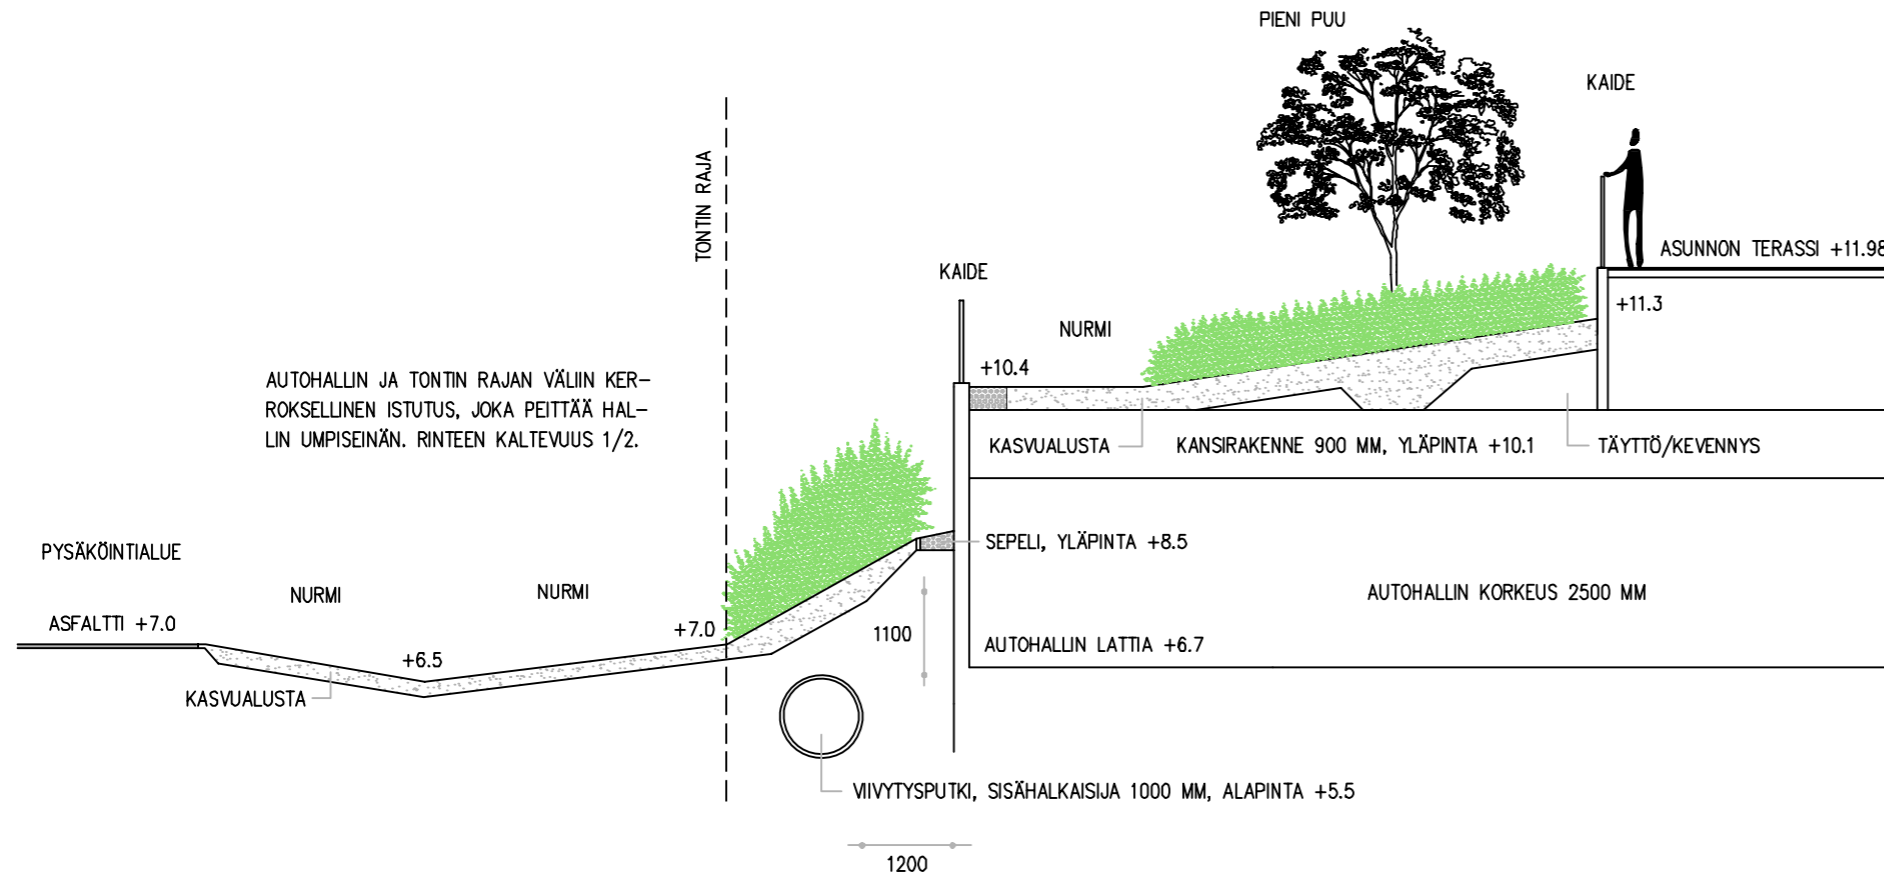 PIENI PUU
KAIDE
TONTIN RAJA
ASUNNON TERASSI +11.98
KAIDE
+11.3
NURMI
+10.4
AUTOHALLIN JA TONTIN RAJAN VÄLIIN KER–
ROKSELLINEN ISTUTUS, JOKA PEITTÄÄ HAL–
LIN UMPISEINÄN. RINTEEN KALTEVUUS 1/2.
KASVUALUSTA
KANSIRAKENNE 900 MM, YLÄPINTA +10.1
TÄYTTÖ/KEVENNYS
SEPELI, YLÄPINTA +8.5
PYSÄKÖINTIALUE
NURMI
NURMI
AUTOHALLIN KORKEUS 2500 MM
ASFALTTI +7.0
+7.0
1100
AUTOHALLIN LATTIA +6.7
+6.5
KASVUALUSTA
VIIVYTYSPUTKI, SISÄHALKAISIJA 1000 MM, ALAPINTA +5.5
1200